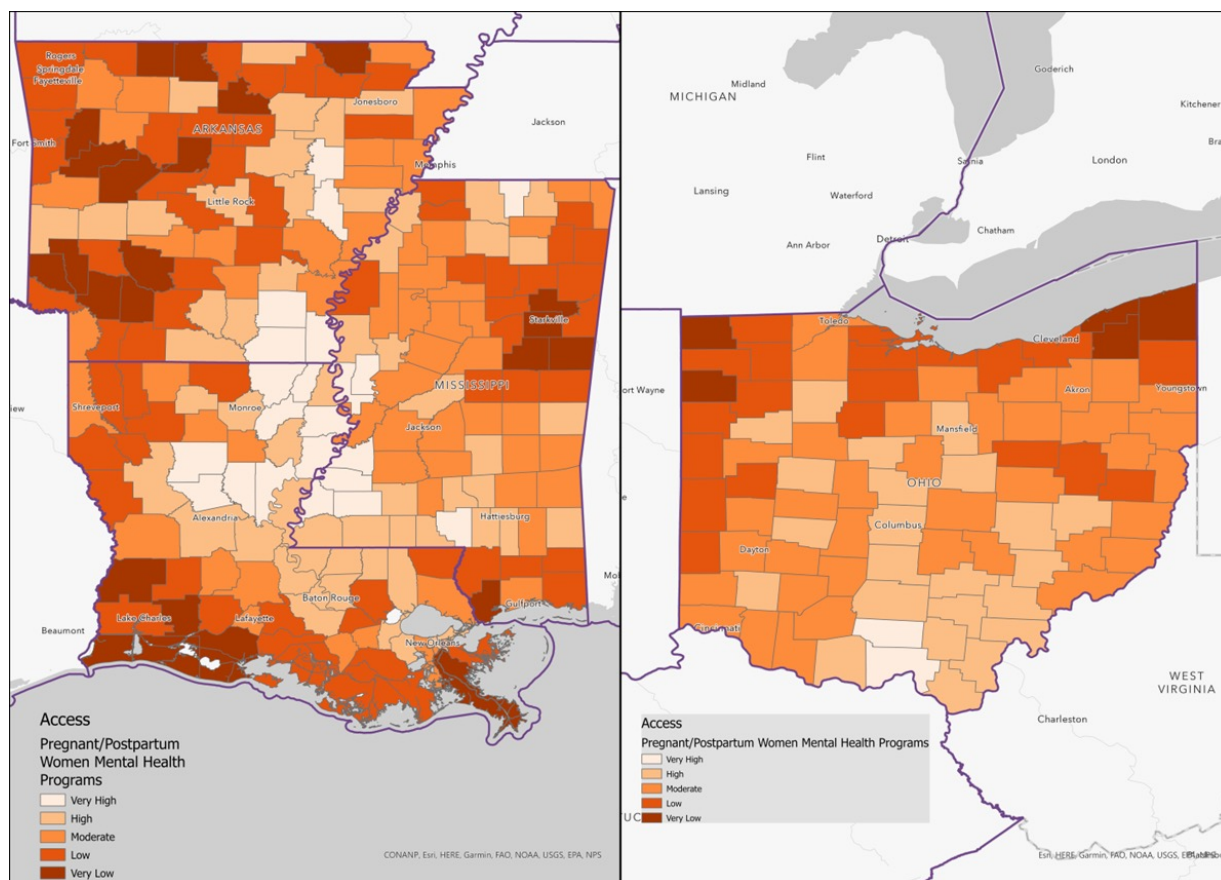 Rogers
Springdale
Fayetteville
Jonesboro
ARKANSAS
Jackson
Fort Smith
Memphis
Little Rock
Starkville
MISSISSIPPI
Shreveport
Monroe
Jackson
Alexandria
Hattiesburg
Baton Rouge
Gulfport
Lake Charles
Lafayette
Beaumont
New Orleans
Access
Pregnant/Postpartum
Women Mental Health
Programs
Very High
High
Moderate
Low
Very Low
CONANP, Esri, HERE, Garmin, FAO, NOAA, USGS, EPA, NPS
Goderich
Midland
MICHIGAN
Kitchener
Flint
Sarnia
London
Lansing
Waterford
Ann Arbor
Detroit
Chatham
Toledo
Cleveland
ort Wayne
Akron
Youngstown
Mansfield
OHIO
Columbus
Dayton
Cincinnati
WEST
VIRGINIA
Charleston
Access
Pregnant/Postpartum Women Mental Health Programs
Very High
High
Moderate
Low
Very Low
Esri, HERE, Garmin, FAO, NOAA, USGS,